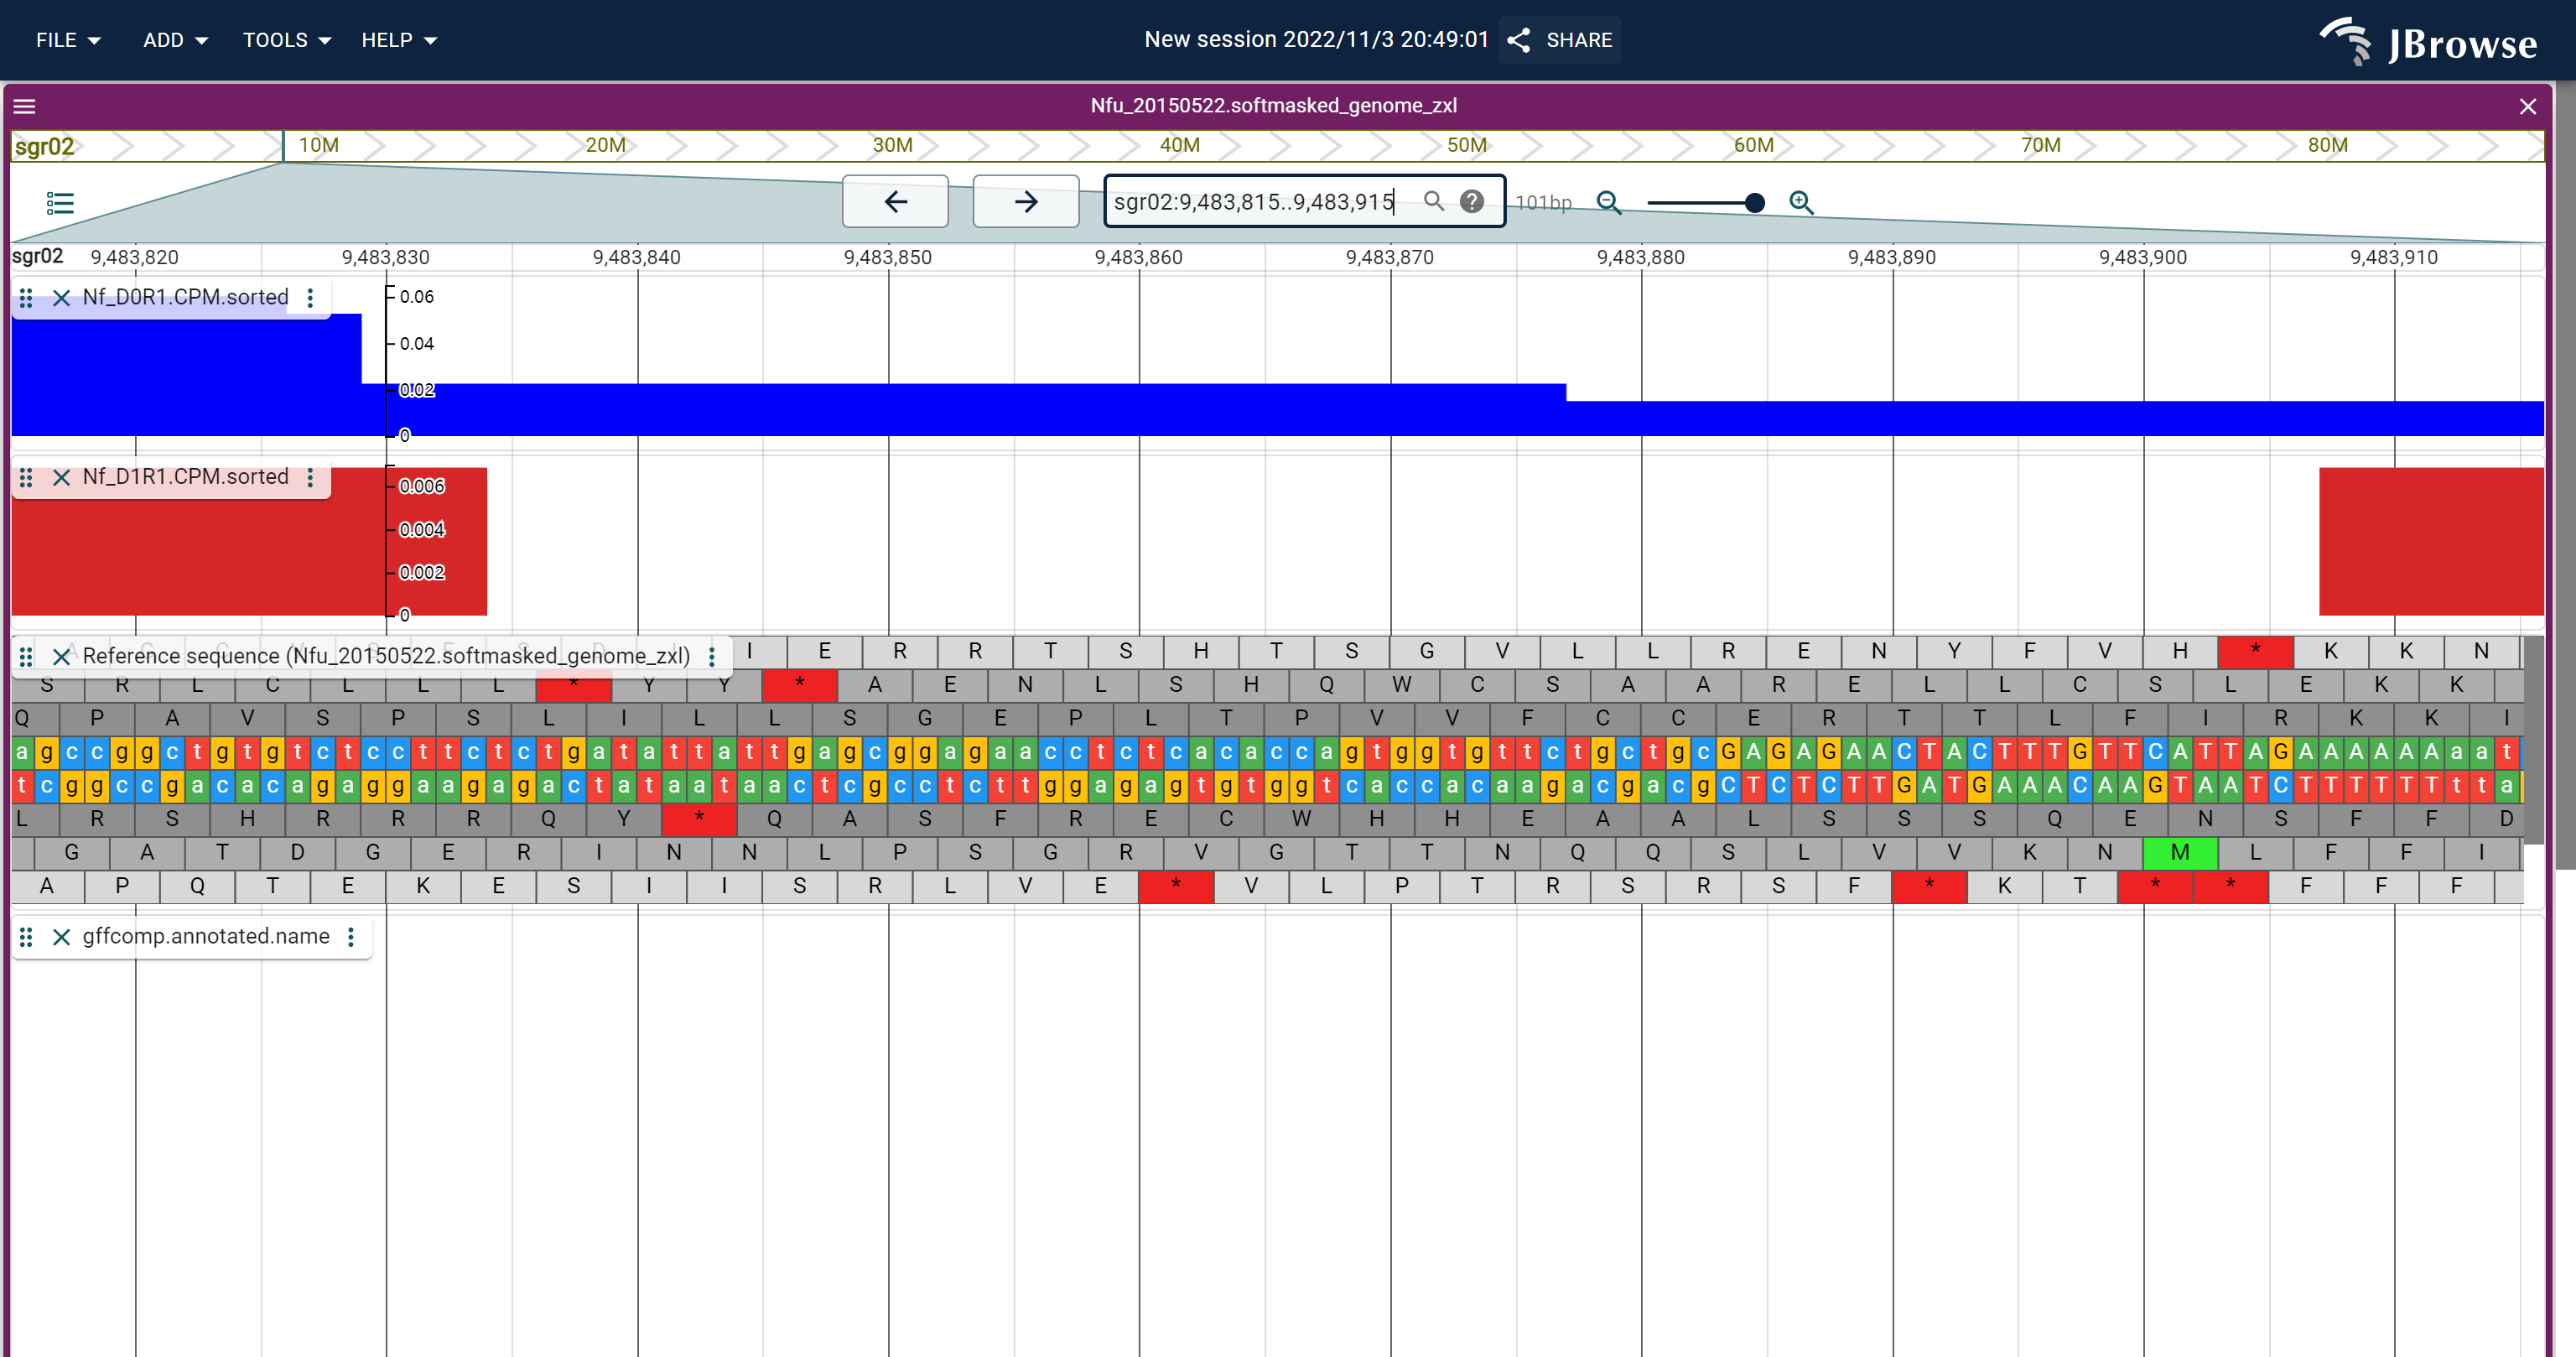 FILE ADD TOOLS HELP New session 2022/11/3 20:49:01 SHARE JBrowse
Nfu_20150522.softmasked_genome_zxl
sgr02 10M 20M 30M 40M 50M 60M 70M 80M
sgr02:9,483,815..9,483,915 ? 101bp
sgr02 9,483,820 9,483,830 9,483,840 9,483,850 9,483,860 9,483,870 9,483,880 9,483,890 9,483,900 9,483,910
Nf_D0R1.CPM.sorted
0.06
0.04
0.02
0
Nf_D1R1.CPM.sorted
0.006
0.004
0.002
0
Reference sequence (Nfu_20150522.softmasked_genome_zxl)
I E R R T S H T S G V L L R E N Y F V H * K K N
S R L C L L L * Y Y * A E N L S H Q W C S A A R E L L C S L E K K
Q P A V S P S L I L L S G E P L T P V V F C C E R T T L F I R K K I
a g c c g g c t g t g t c t c c t t c t c t g a t a t t a t t g a g c g g a g a a c c t c t c a c a c c a g t g g t g t t c t g c t g c G A G A G A A C T A C T T T G T T C A T T A G A A A A A A a a t
t c g g c c g a c a c a g a g g a a g a g a c t a t a a t a a c t c g c c t c t t g g a g a g t g t g g t c a c c a c a a g a c g a c g C T C T C T T G A T G A A A C A A G T A A T C T T T T T T t t a
L R S H R R R Q Y * Q A S F R E C W H H E A A L S S S Q E N S F F D
G A T D G E R I N N L P S G R V G T T N Q Q S L V V K N M L F F I
A P Q T E K E S I I S R L V E * V L P T R S R S F * K T * * F F F
gffcomp.annotated.name